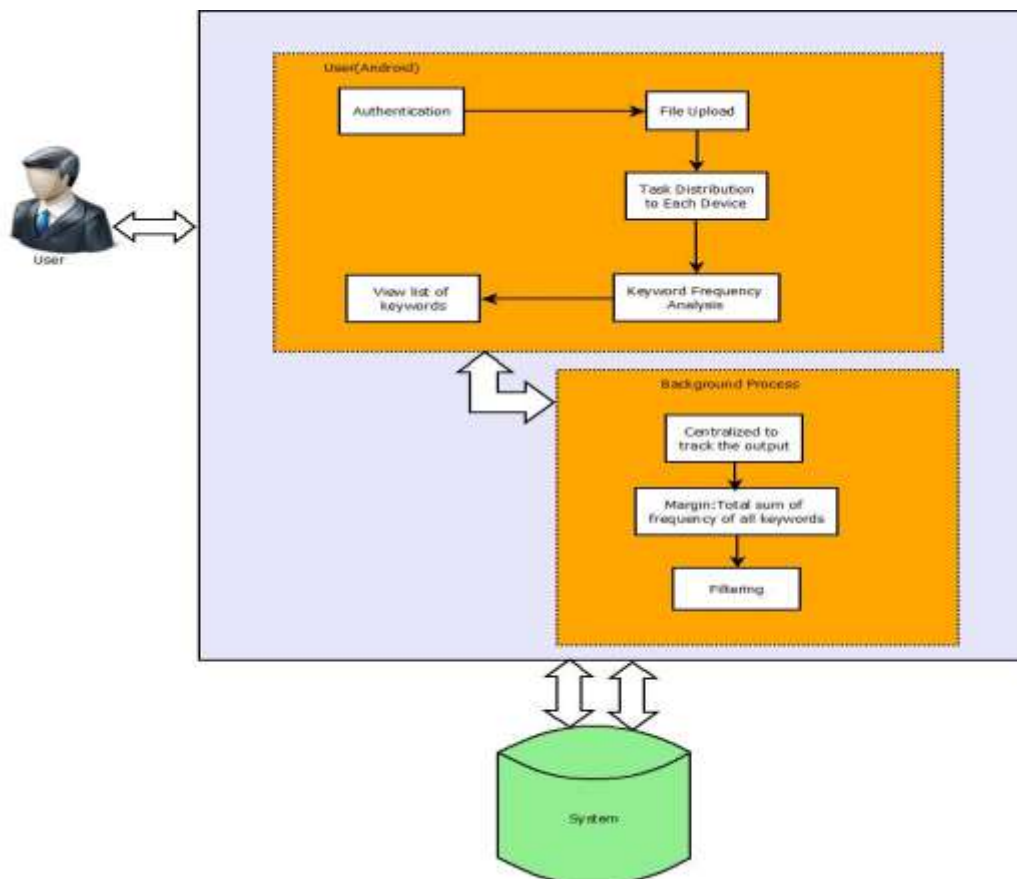 User(Android)
Authentication
File Upload
Task Distribution
to Each Device
Keyword Frequency
Analysis
View list of
keywords
User
Background Process
Centralized to
track the output
Margin:Total sum of
frequency of all keywords
Filtering
System